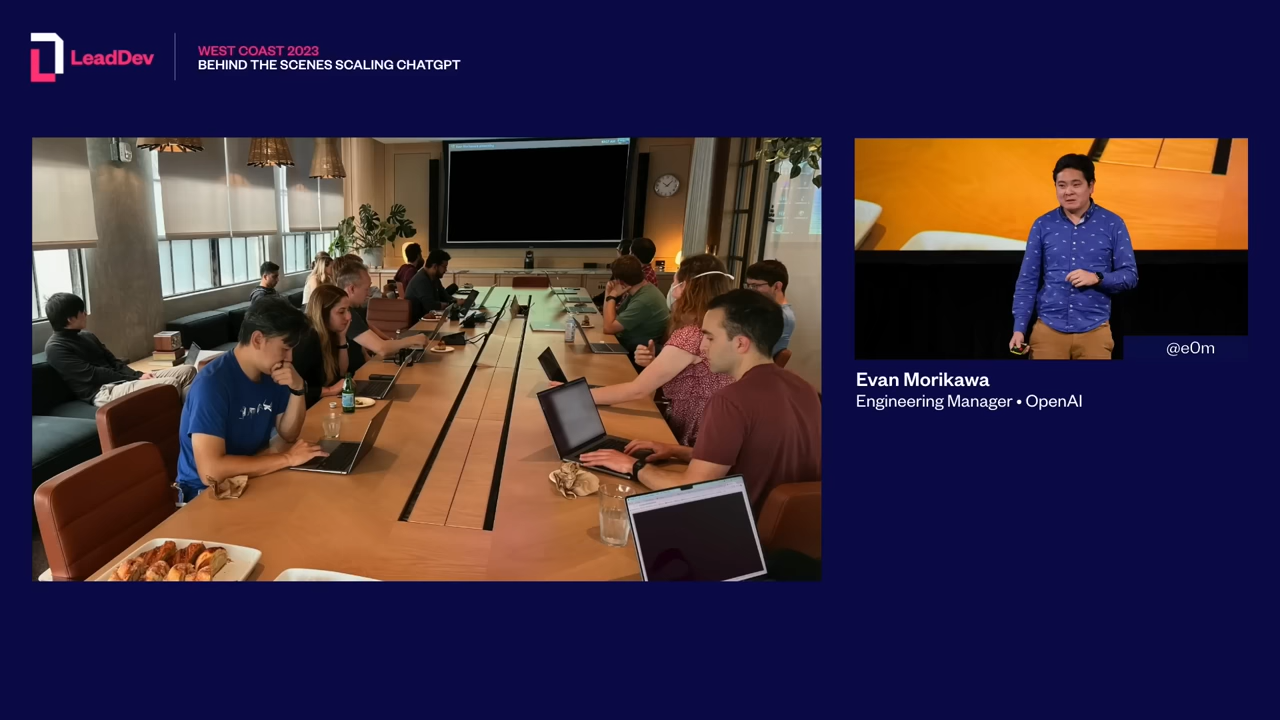 LeadDev
WEST COAST 2023
BEHIND THE SCENES SCALING CHATGPT
@e0m
Evan Morikawa
Engineering Manager • OpenAI